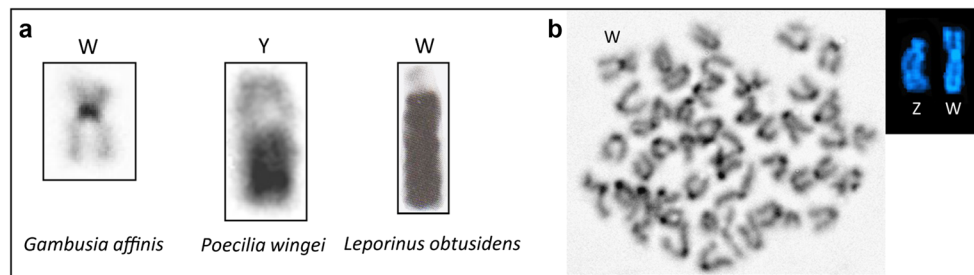 a
W
Y
W
Gambusia affinis
Poecilia wingei
Leporinus obtusidens
b
W
Z
W